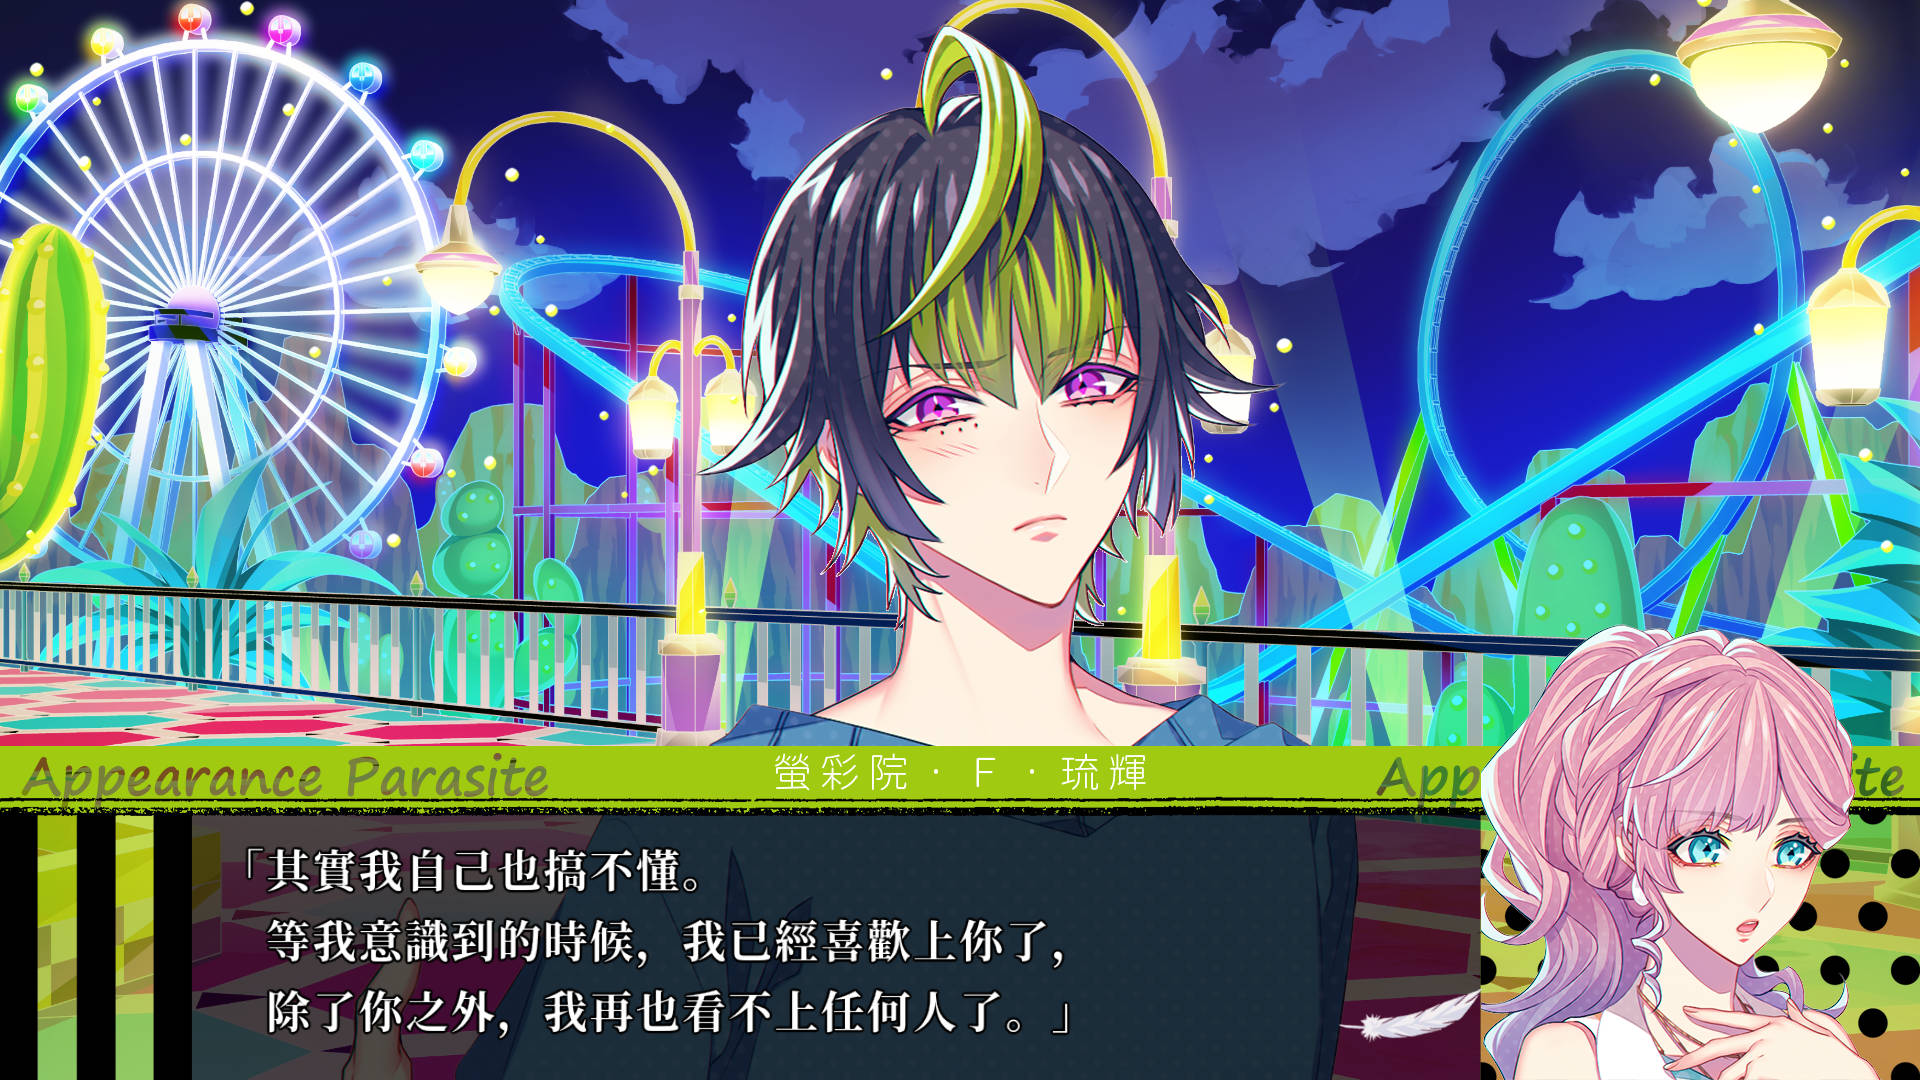 Appearance Parasite
螢彩院·F·琉輝
App
te
「其實我自己也搞不懂。
等我意識到的時候，我已經喜歡上你了，
除了你之外，我再也看不上任何人了。」